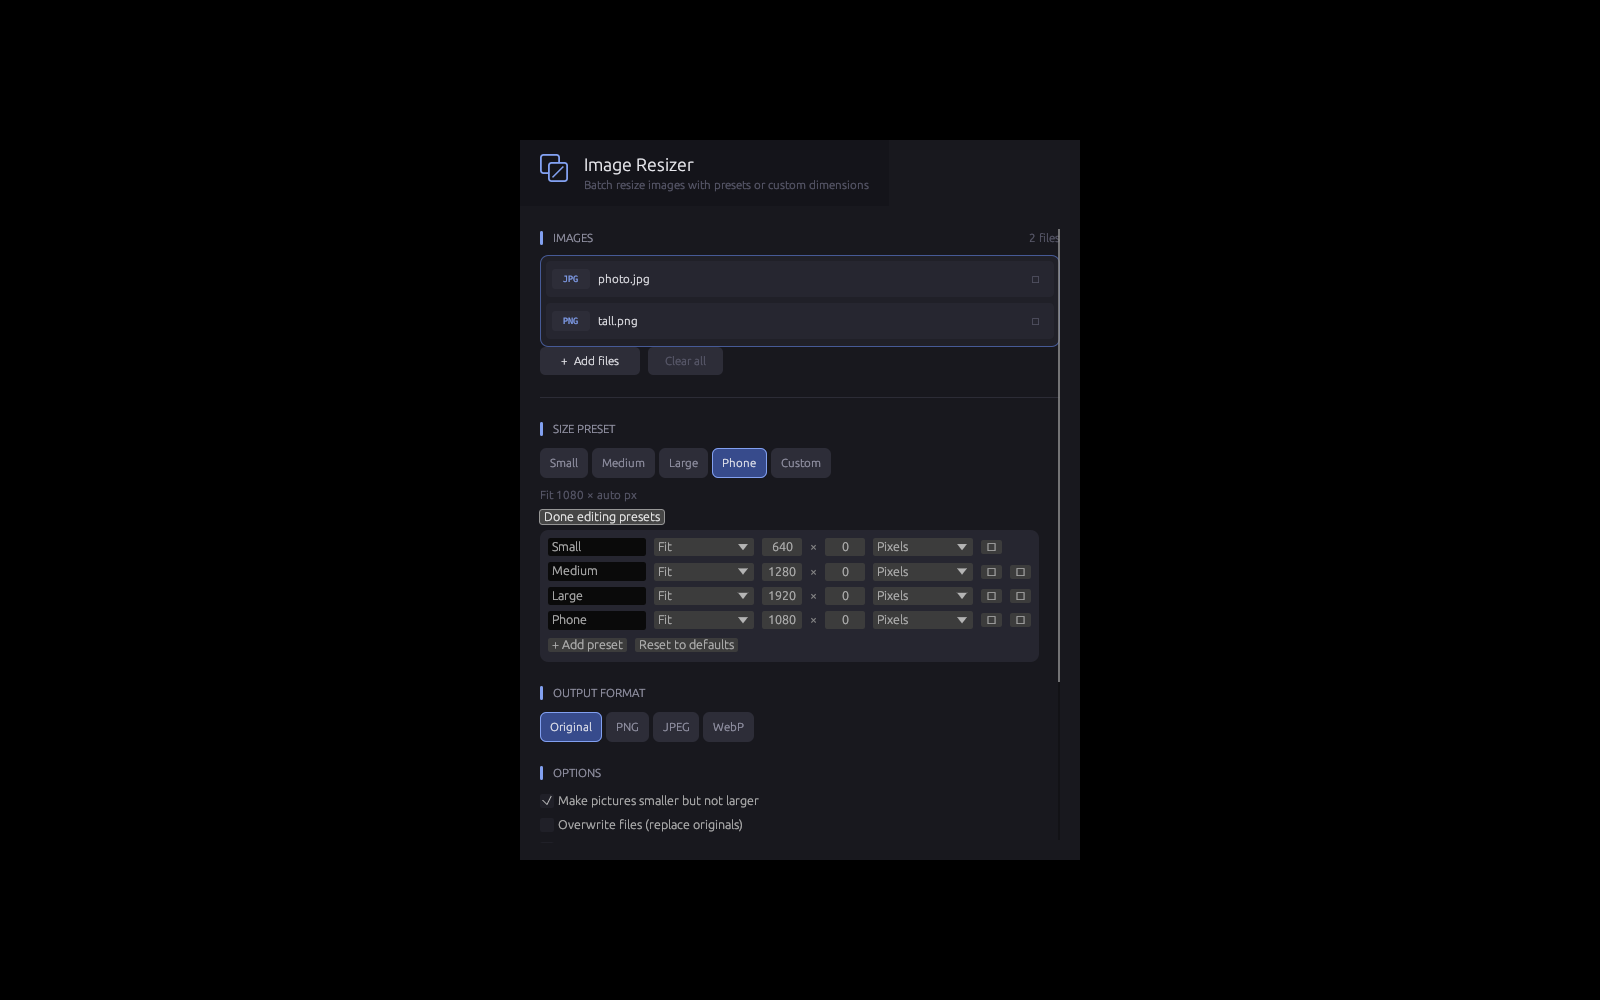 Image Resizer
Batch resize images with presets or custom dimensions
IMAGES 2 files
JPG photo.jpg
PNG tall.png
+ Add files Clear all
SIZE PRESET
Small Medium Large Phone Custom
Fit 1080 × auto px
Done editing presets
Small Fit 640 × 0 Pixels
Medium Fit 1280 × 0 Pixels
Large Fit 1920 × 0 Pixels
Phone Fit 1080 × 0 Pixels
+ Add preset Reset to defaults
OUTPUT FORMAT
Original PNG JPEG WebP
OPTIONS
Make pictures smaller but not larger
Overwrite files (replace originals)